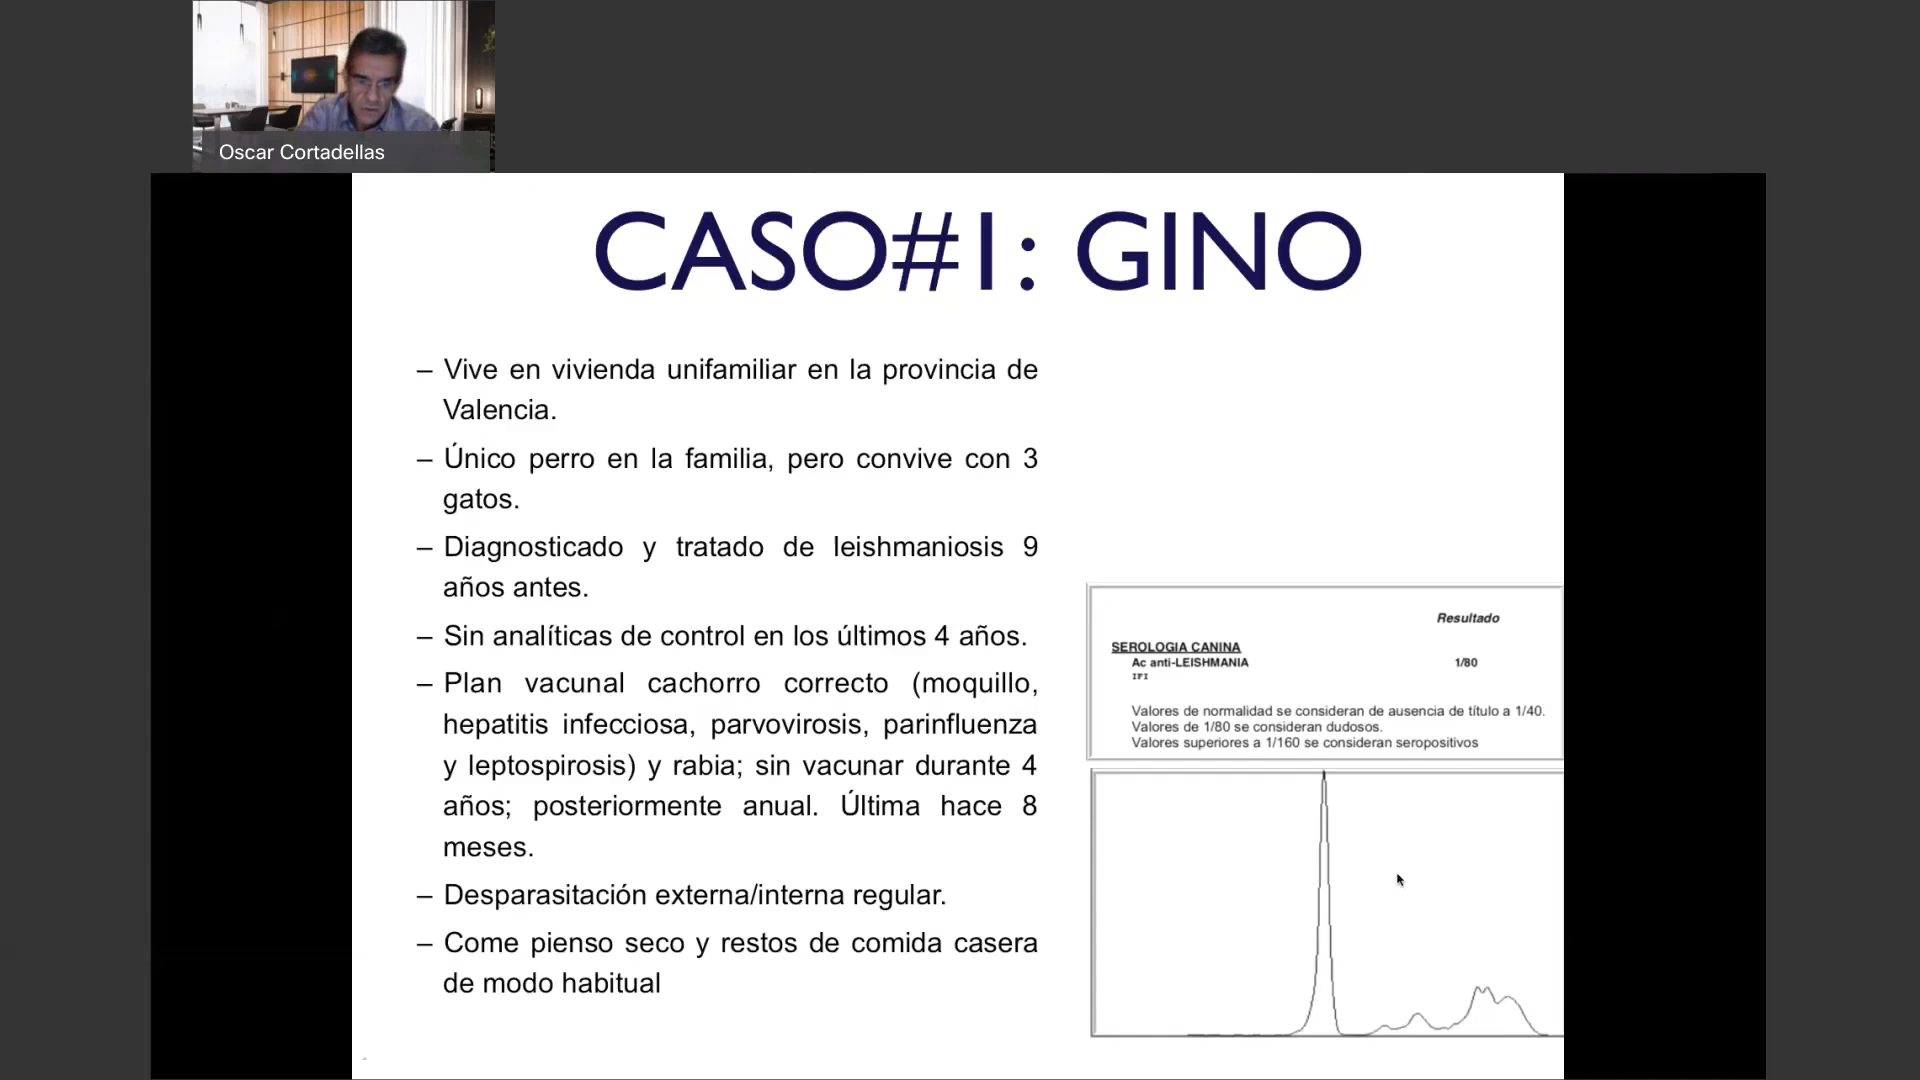 Oscar Cortadellas
CASO#1: GINO
– Vive en vivienda unifamiliar en la provincia de
Valencia.
– Único perro en la familia, pero convive con 3
gatos.
– Diagnosticado y tratado de leishmaniosis 9
años antes.
– Sin analíticas de control en los últimos 4 años.
– Plan vacunal cachorro correcto (moquillo,
hepatitis infecciosa, parvovirosis, parinfluenza
y leptospirosis) y rabia; sin vacunar durante 4
años; posteriormente anual. Última hace 8
meses.
– Desparasitación externa/interna regular.
– Come pienso seco y restos de comida casera
de modo habitual
Resultado
SEROLOGIA CANINA
Ac anti-LEISHMANIA 1/80
IFI
Valores de normalidad se consideran de ausencia de título a 1/40.
Valores de 1/80 se consideran dudosos.
Valores superiores a 1/160 se consideran seropositivos